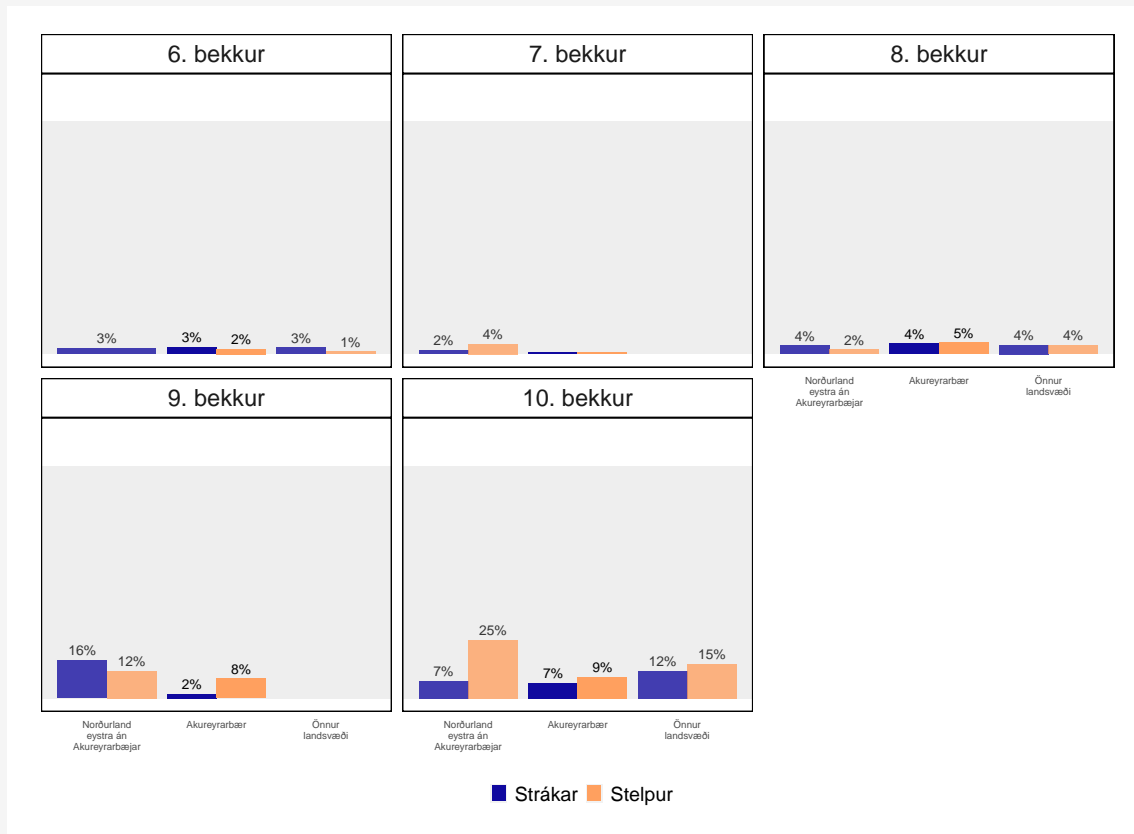 6. bekkur
7. bekkur
8. bekkur
3%
3%
2%
3%
1%
2%
4%
4%
2%
4%
5%
4%
4%
Norðurland
eystra án
Akureyrarbæjar
Akureyrarbær
Önnur
landsvæði
9. bekkur
10. bekkur
16%
12%
2%
8%
7%
25%
7%
9%
12%
15%
Norðurland
eystra án
Akureyrarbæjar
Akureyrarbær
Önnur
landsvæði
Norðurland
eystra án
Akureyrarbæjar
Akureyrarbær
Önnur
landsvæði
Strákar
Stelpur